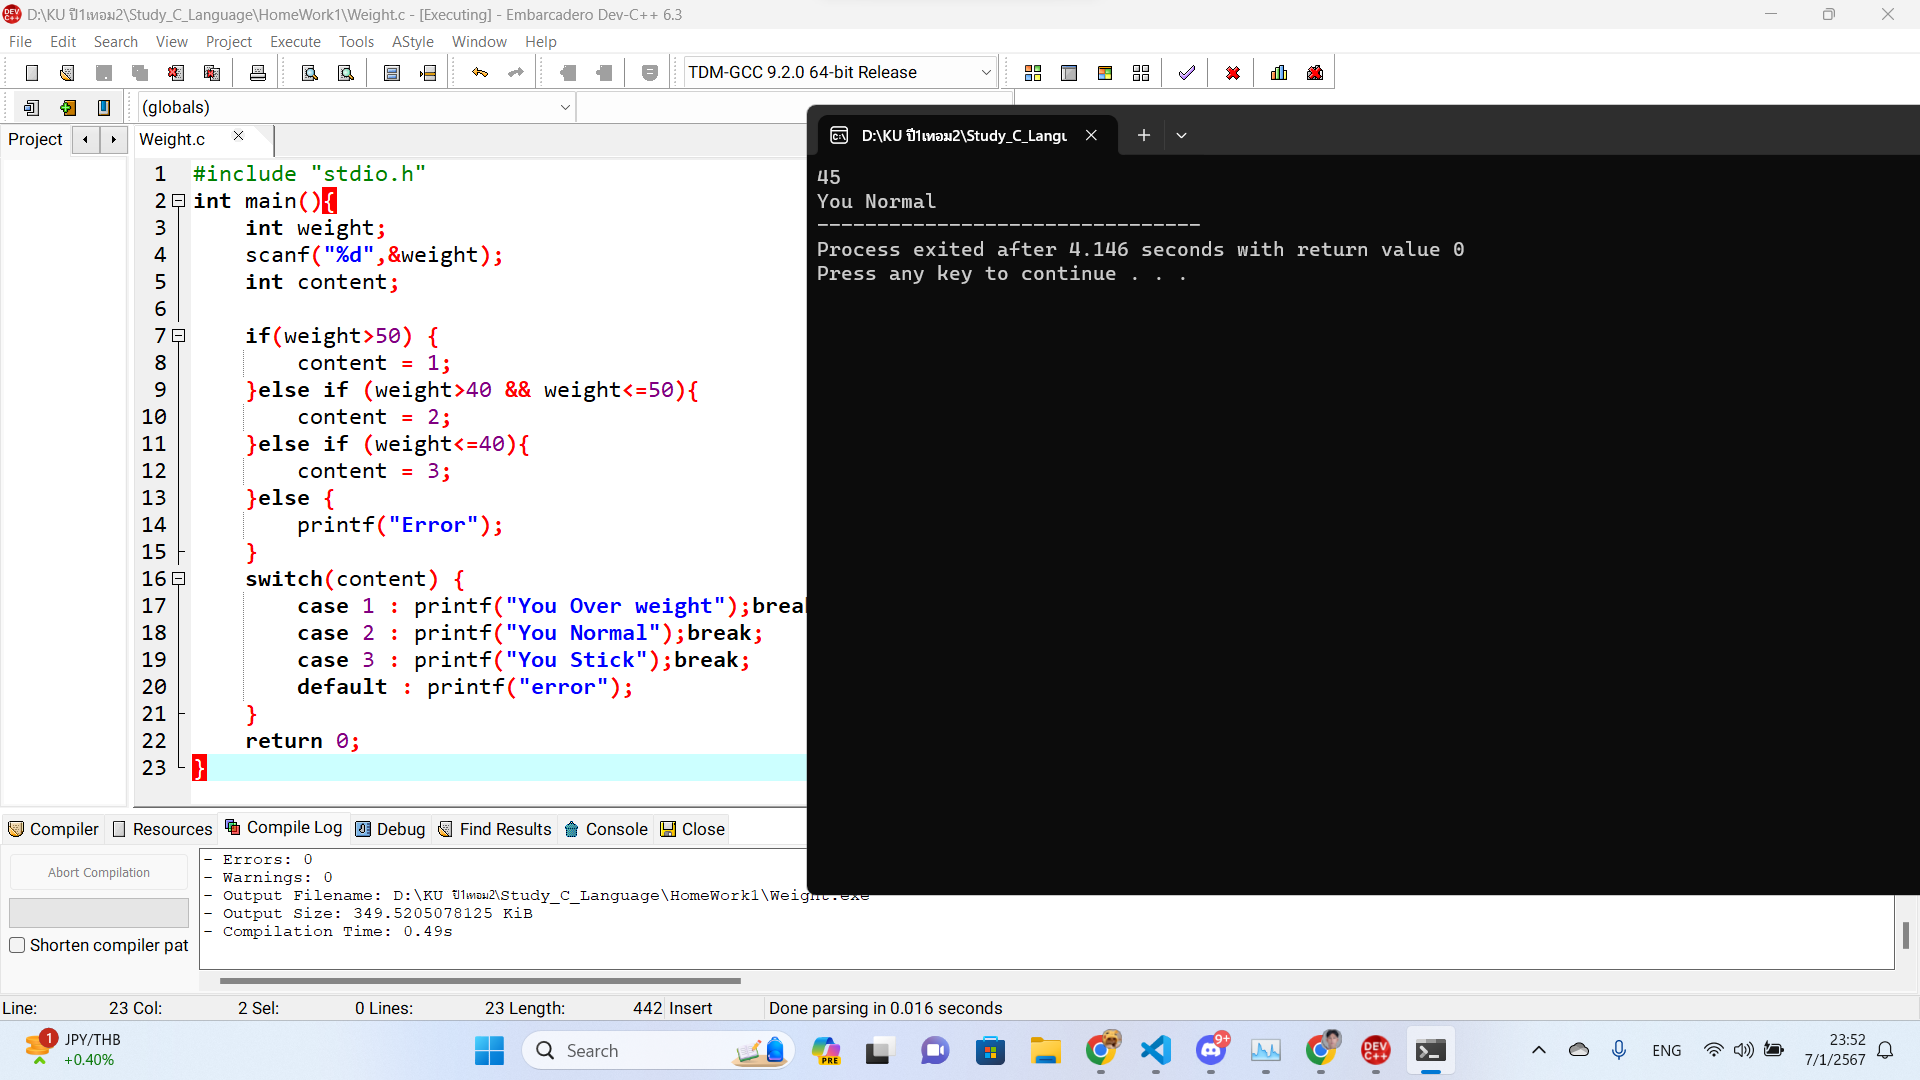 D:\KU ปี1เทอม2\Study_C_Language\HomeWork1\Weight.c - [Executing] - Embarcadero Dev-C++ 6.3
File Edit Search View Project Execute Tools AStyle Window Help
TDM-GCC 9.2.0 64-bit Release
(globals)
Project
Weight.c
1 #include "stdio.h"
2 int main(){
3 int weight;
4 scanf("%d",&weight);
5 int content;
6
7 if(weight>50) {
8 content = 1;
9 }else if (weight>40 && weight<=50){
10 content = 2;
11 }else if (weight<=40){
12 content = 3;
13 }else {
14 printf("Error");
15 }
16 switch(content) {
17 case 1 : printf("You Over weight");brea
18 case 2 : printf("You Normal");break;
19 case 3 : printf("You Stick");break;
20 default : printf("error");
21 }
22 return 0;
23 }
D:\KU ปี1เทอม2\Study_C_Langu
45
You Normal
--------------------------------
Process exited after 4.146 seconds with return value 0
Press any key to continue . . .
Compiler Resources Compile Log Debug Find Results Console Close
Abort Compilation
Shorten compiler pat
- Errors: 0
- Warnings: 0
- Output Filename: D:\KU ปี1เทอม2\Study_C_Language\HomeWork1\Weight.exe
- Output Size: 349.5205078125 KiB
- Compilation Time: 0.49s
Line: 23 Col: 2 Sel: 0 Lines: 23 Length: 442 Insert Done parsing in 0.016 seconds
1
JPY/THB
+0.40%
Search
PRE
9+
DEV C++
ENG
23:52
7/1/2567